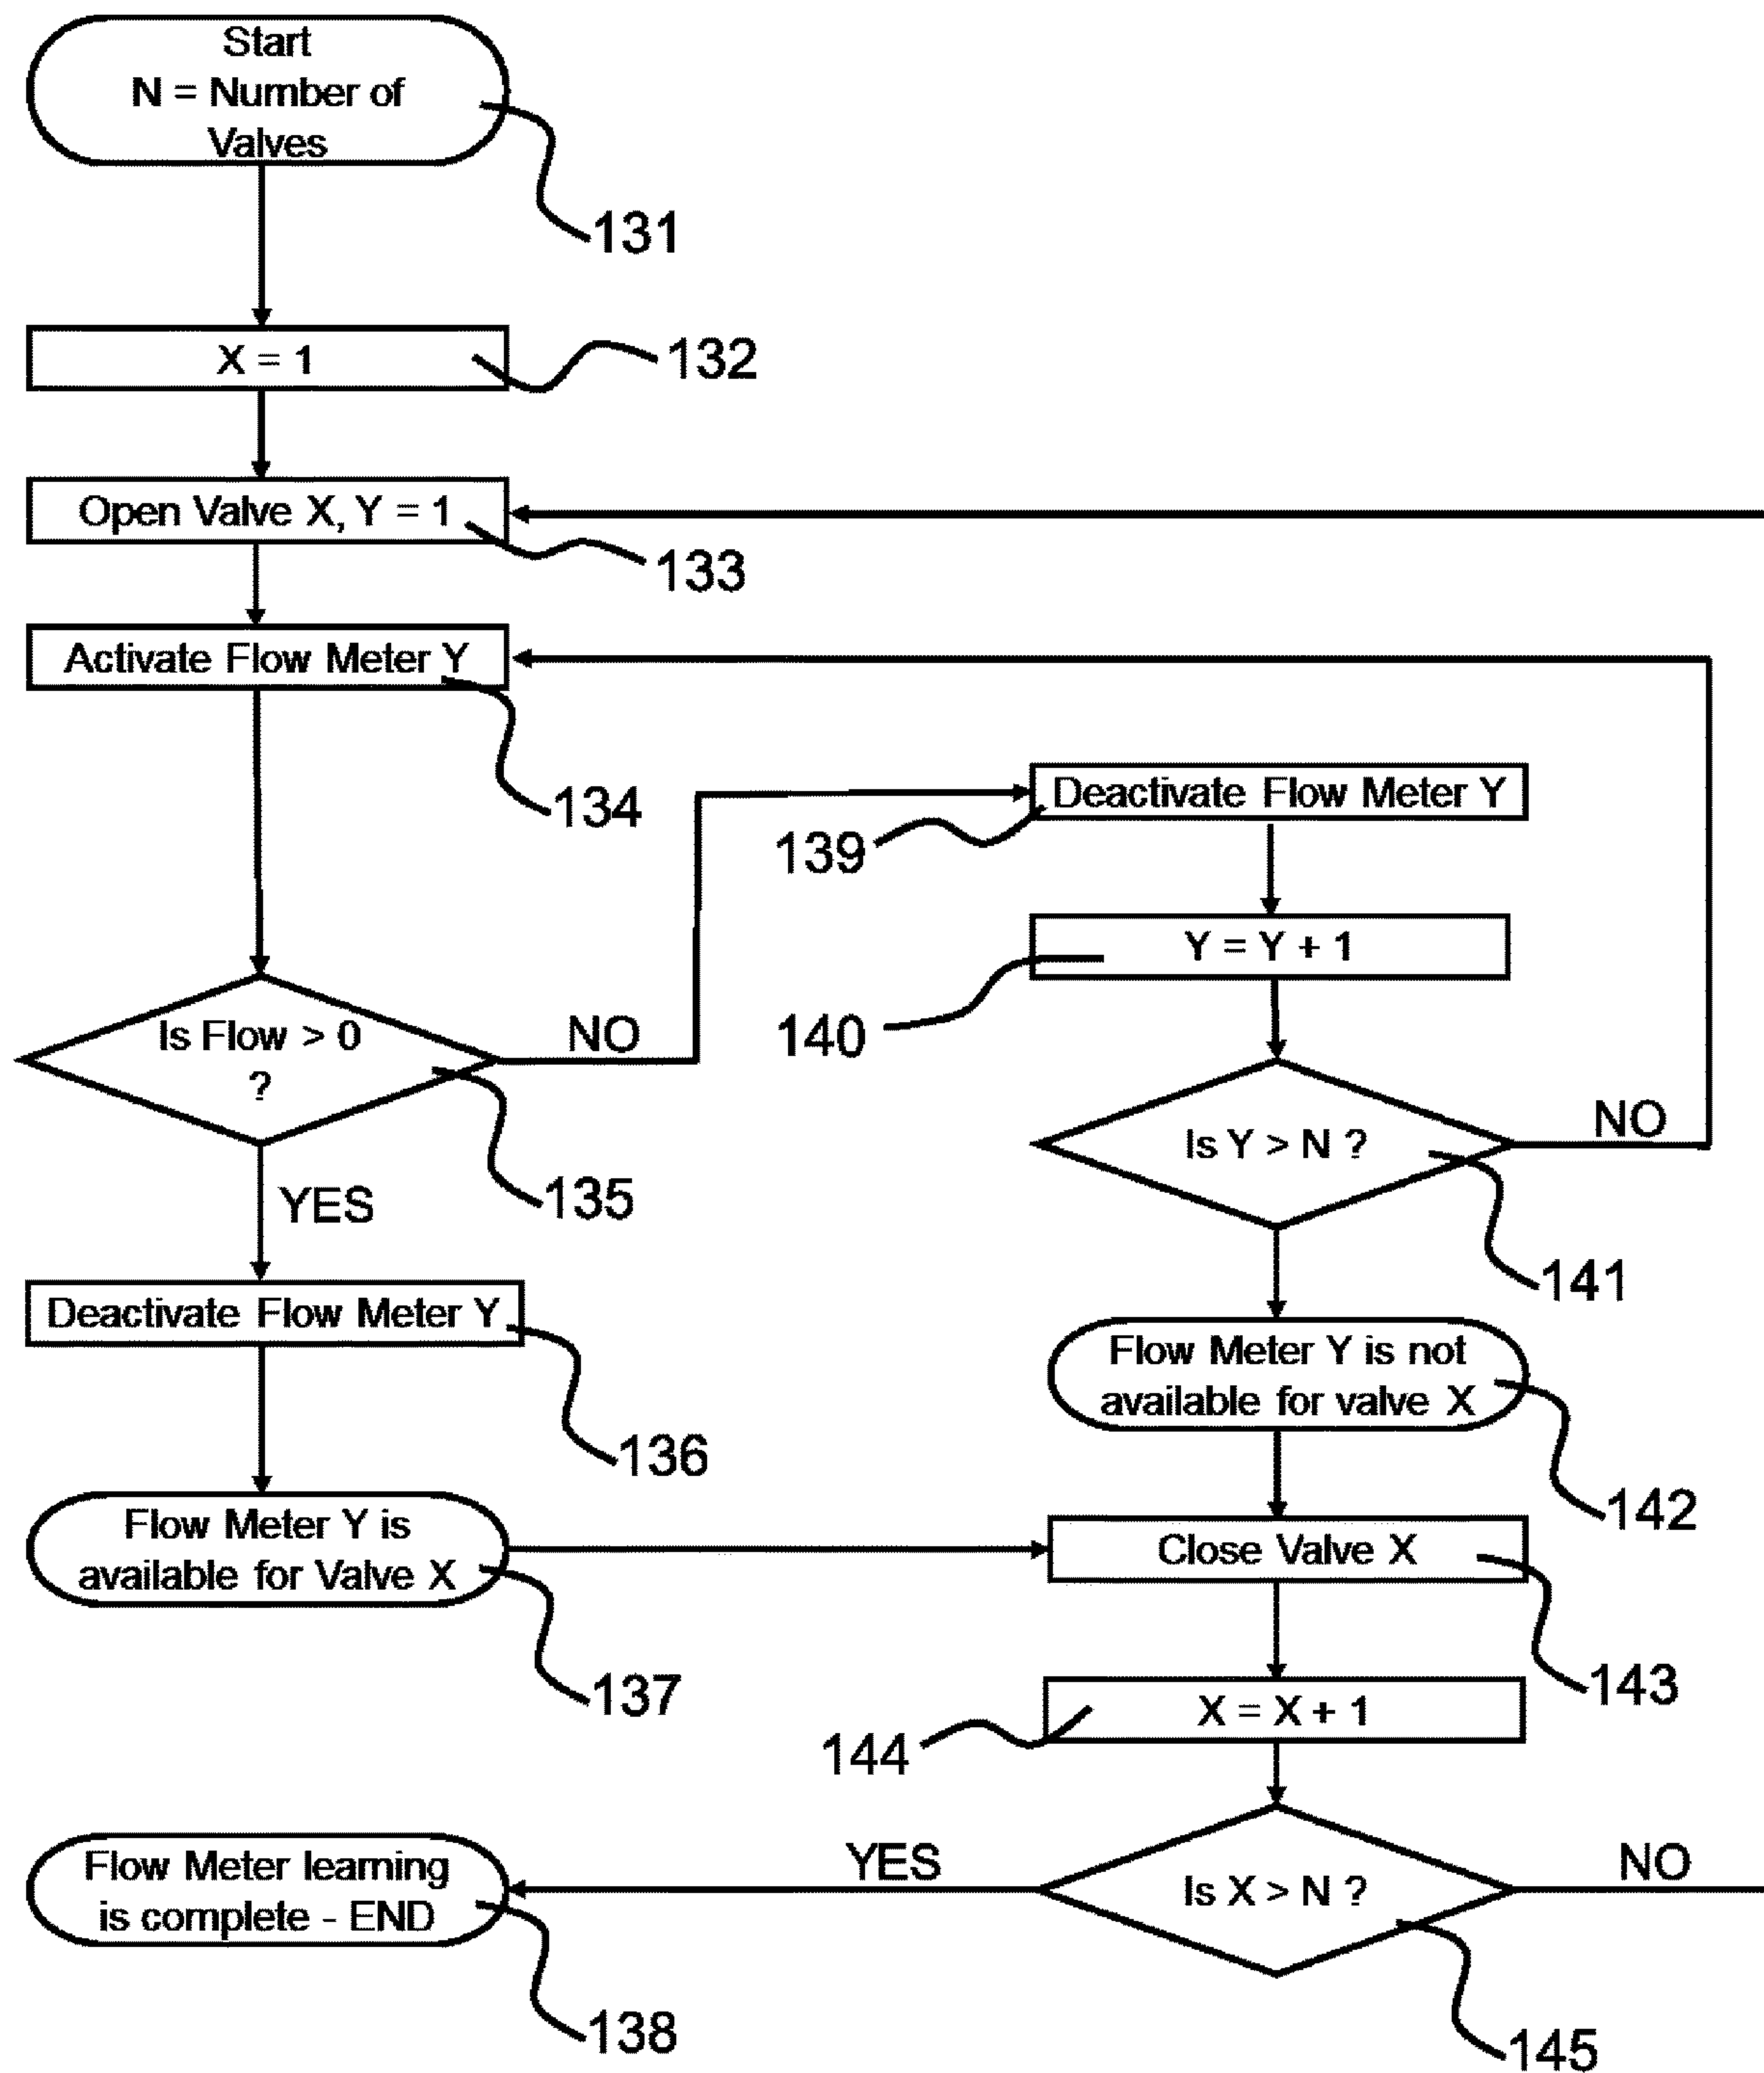 Start
N = Number of
Valves
131
X = 1
132
Open Valve X, Y = 1
133
Activate Flow Meter Y
134
Deactivate Flow Meter Y
139
Y = Y + 1
140
Is Flow > 0
?
NO
135
YES
Is Y > N ?
NO
141
Deactivate Flow Meter Y
136
Flow Meter Y is not
available for valve X
142
Flow Meter Y is
available for Valve X
137
Close Valve X
143
X = X + 1
144
Is X > N ?
YES
NO
145
Flow Meter learning
is complete - END
138